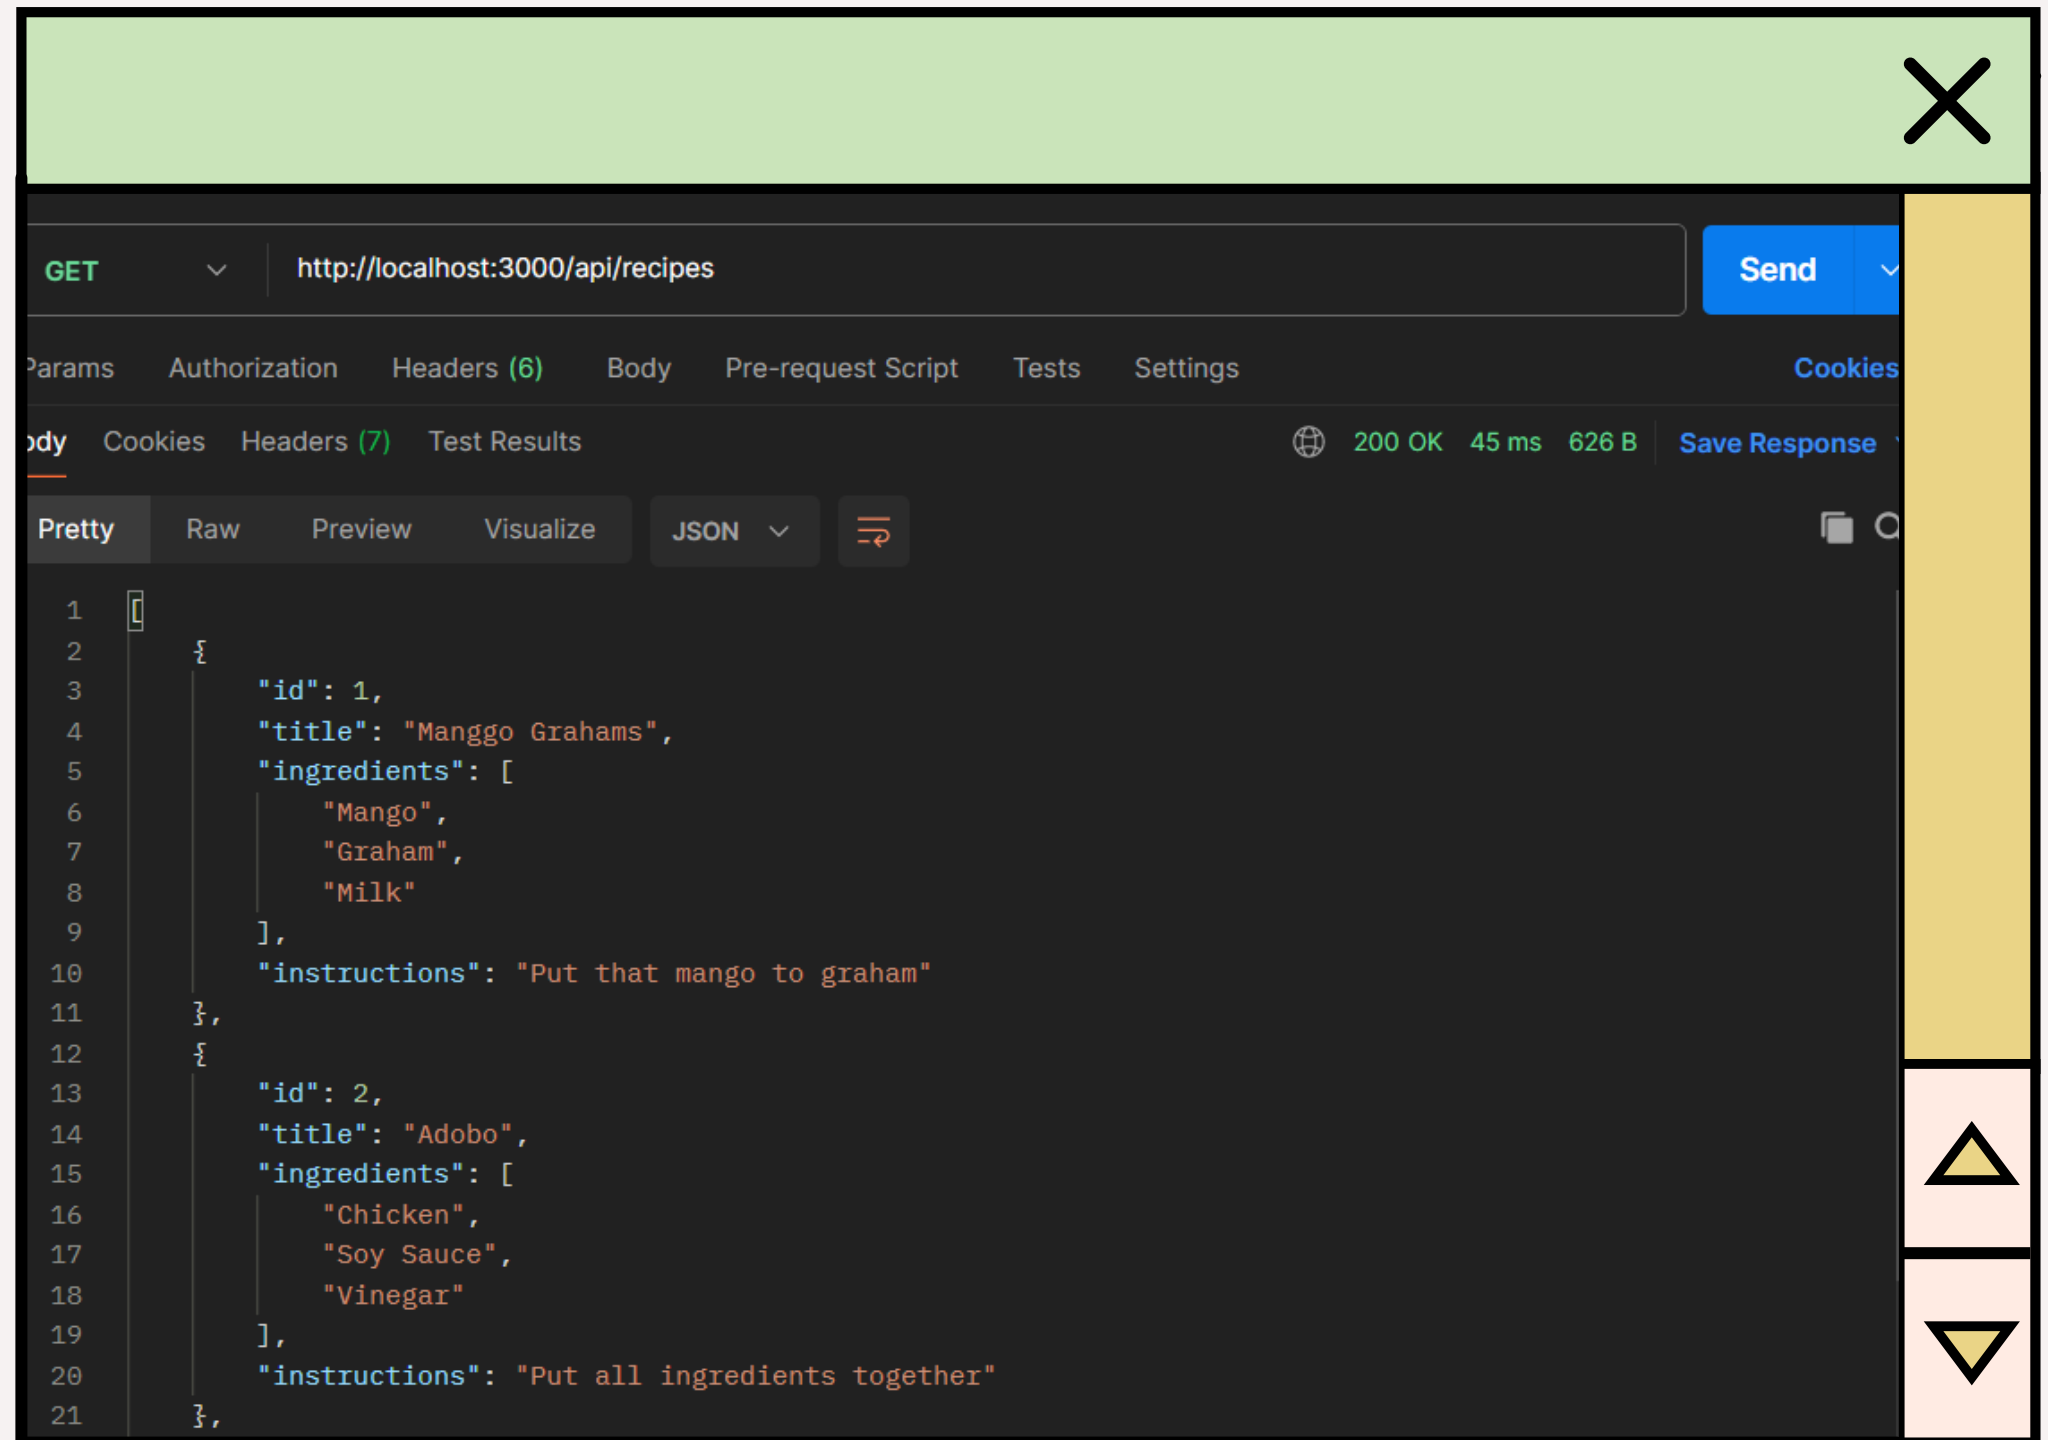 GET http://localhost:3000/api/recipes Send
Params Authorization Headers (6) Body Pre-request Script Tests Settings Cookies
ody Cookies Headers (7) Test Results 200 OK 45 ms 626 B Save Response
Pretty Raw Preview Visualize JSON
1 [
2 {
3 "id": 1,
4 "title": "Manggo Grahams",
5 "ingredients": [
6 "Mango",
7 "Graham",
8 "Milk"
9 ],
10 "instructions": "Put that mango to graham"
11 },
12 {
13 "id": 2,
14 "title": "Adobo",
15 "ingredients": [
16 "Chicken",
17 "Soy Sauce",
18 "Vinegar"
19 ],
20 "instructions": "Put all ingredients together"
21 },